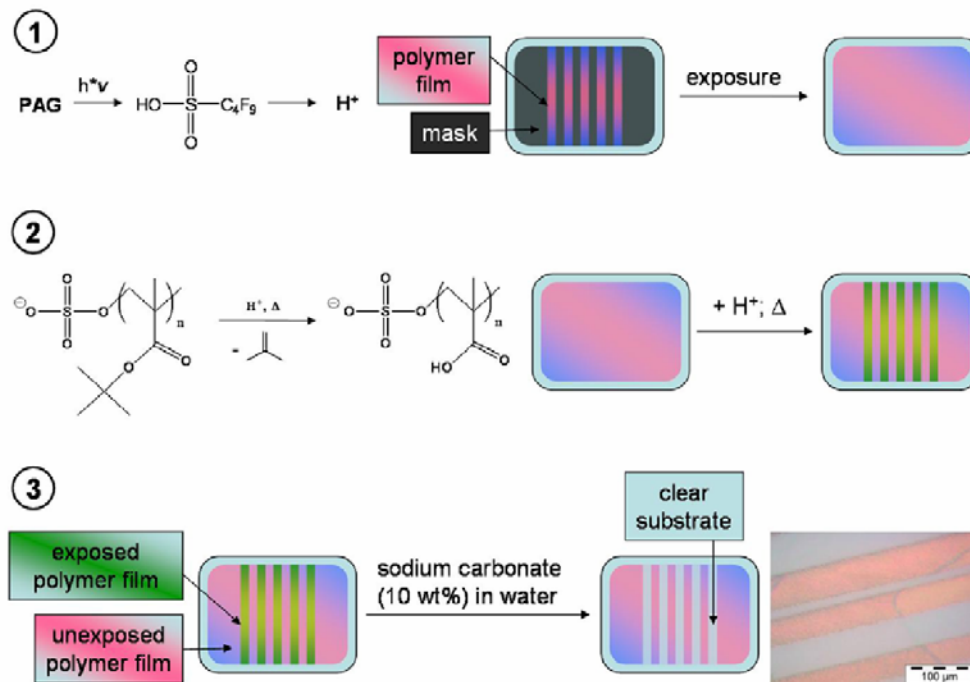 1
PAG
h*v
HO
O
S
O
C₄F₉
H⁺
polymer
film
mask
exposure
2
⊖
O
O
S
O
O
n
O
O
H⁺, Δ
-
⊖
O
O
S
O
O
n
HO
O
+ H⁺; Δ
3
exposed
polymer film
unexposed
polymer film
sodium carbonate
(10 wt%) in water
clear
substrate
100 µm